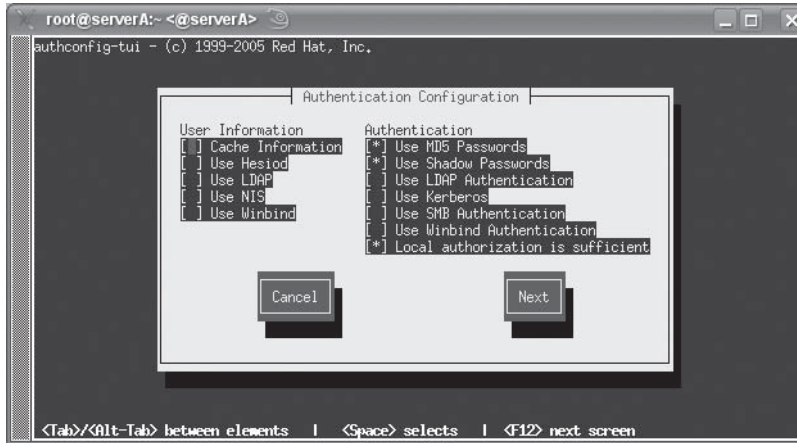 root@serverA:~ <@serverA>
authconfig-tui - (c) 1999-2005 Red Hat, Inc.
Authentication Configuration
User Information
[ ] Cache Information
[ ] Use Hesiod
[ ] Use LDAP
[ ] Use NIS
[ ] Use Winbind
Authentication
[*] Use MD5 Passwords
[*] Use Shadow Passwords
[ ] Use LDAP Authentication
[ ] Use Kerberos
[ ] Use SMB Authentication
[ ] Use Winbind Authentication
[*] Local authorization is sufficient
Cancel
Next
<Tab>/<Alt-Tab> between elements | <Space> selects | <F12> next screen